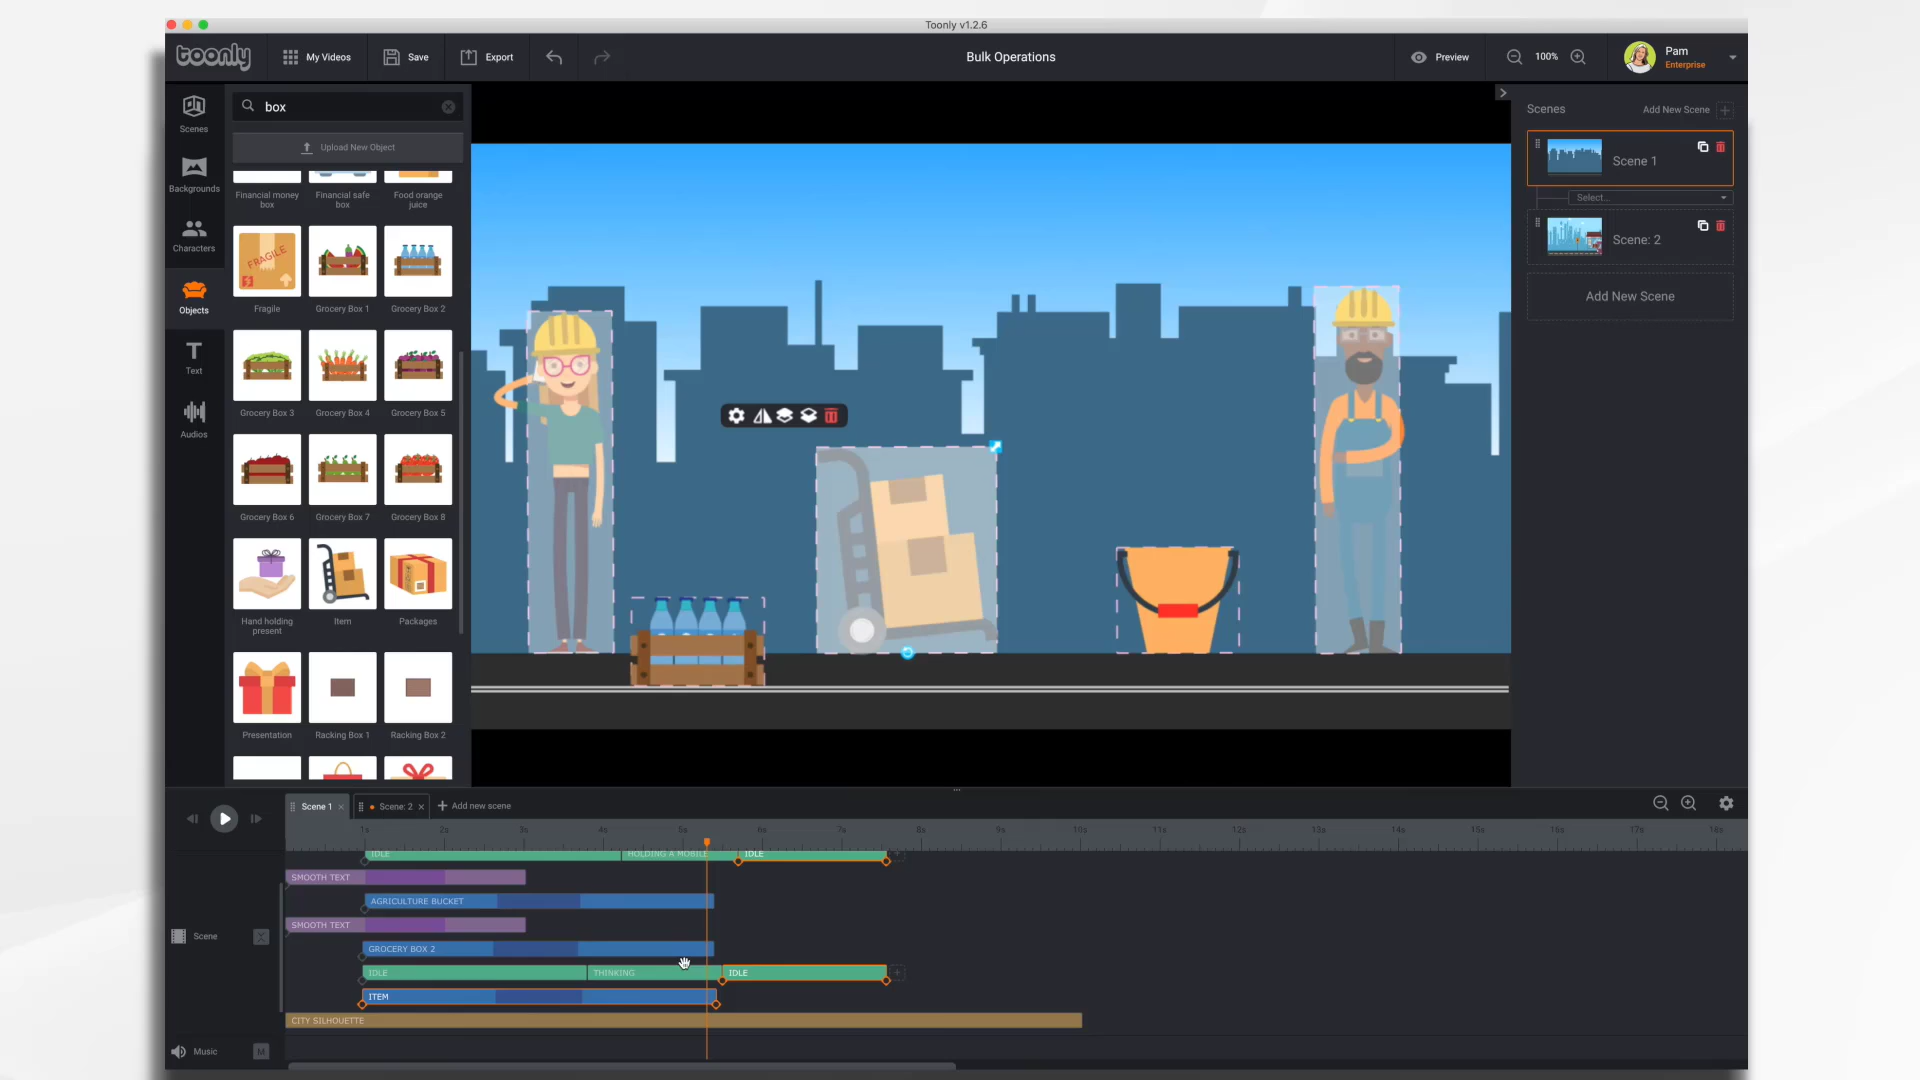 Toonly v1.2.6
toonly
My Videos
Save
Export
Bulk Operations
Preview
100%
Pam
Enterprise
Scenes
Backgrounds
Characters
Objects
Text
Audios
box
Upload New Object
Financial money box
Financial safe box
Food orange juice
FRAGILE
Fragile
Grocery Box 1
Grocery Box 2
Grocery Box 3
Grocery Box 4
Grocery Box 5
Grocery Box 6
Grocery Box 7
Grocery Box 8
Hand holding present
Item
Packages
Presentation
Racking Box 1
Racking Box 2
Scenes
Add New Scene
Scene 1
Select...
Scene: 2
Add New Scene
Scene 1
Scene: 2
Add new scene
1s 2s 3s 4s 5s 6s 7s 8s 9s 10s 11s 12s 13s 14s 15s 16s 17s 18s
IDLE HOLDING A MOBILE IDLE
SMOOTH TEXT
AGRICULTURE BUCKET
SMOOTH TEXT
Scene
GROCERY BOX 2
IDLE THINKING IDLE
ITEM
CITY SILHOUETTE
Music
M